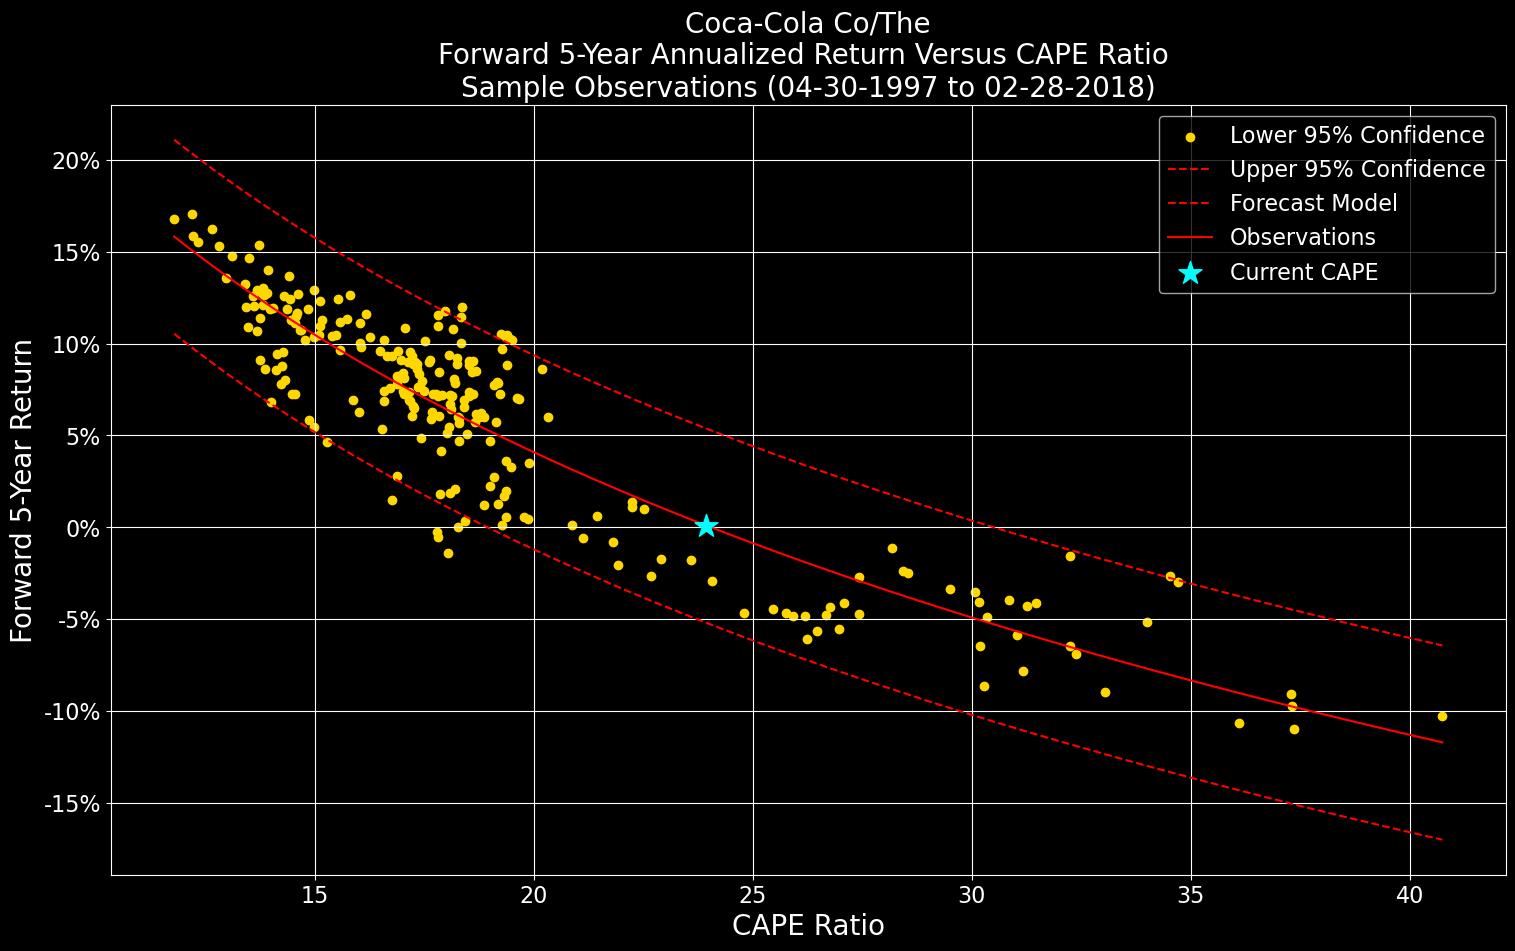 Coca-Cola Co/The
Forward 5-Year Annualized Return Versus CAPE Ratio
Sample Observations (04-30-1997 to 02-28-2018)
Lower 95% Confidence
Upper 95% Confidence
Forecast Model
Observations
Current CAPE
Forward 5-Year Return
20%
15%
10%
5%
0%
-5%
-10%
-15%
15 20 25 30 35 40
CAPE Ratio